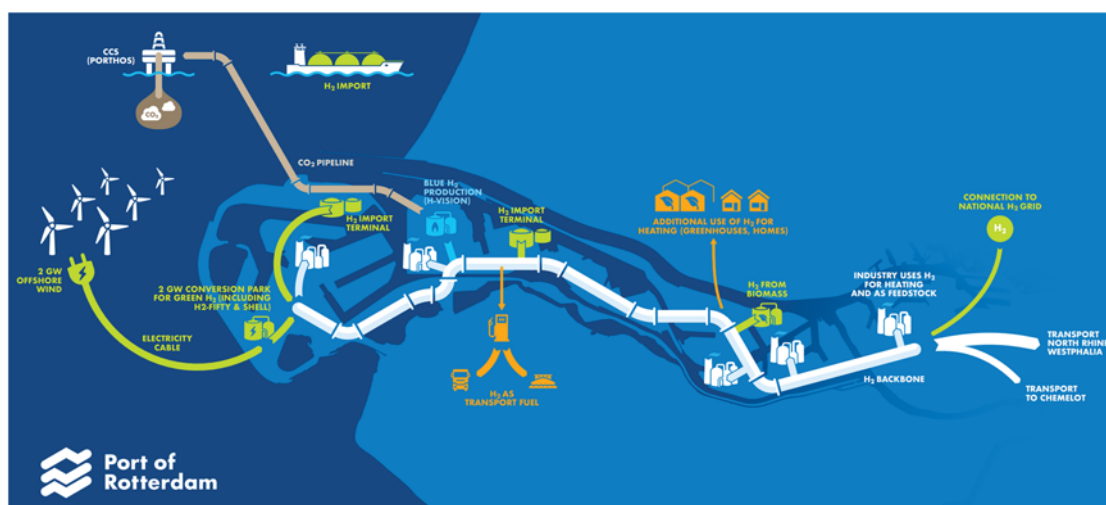 CCS
(PORTHOS)
CO₂
H₂ IMPORT
CO₂ PIPELINE
BLUE H₂
PRODUCTION
(H-VISION)
H₂ IMPORT
TERMINAL
H₂ IMPORT
TERMINAL
ADDITIONAL USE OF H₂ FOR
HEATING (GREENHOUSES, HOMES)
CONNECTION TO
NATIONAL H₂ GRID
H₂
2 GW
OFFSHORE
WIND
2 GW CONVERSION PARK
FOR GREEN H₂ (INCLUDING
H2-FIFTY & SHELL)
ELECTRICITY
CABLE
H₂ FROM
BIOMASS
INDUSTRY USES H₂
FOR HEATING
AND AS FEEDSTOCK
TRANSPORT
NORTH RHINE
WESTPHALIA
H₂ BACKBONE
TRANSPORT
TO CHEMELOT
H₂ AS
TRANSPORT FUEL
Port of
Rotterdam